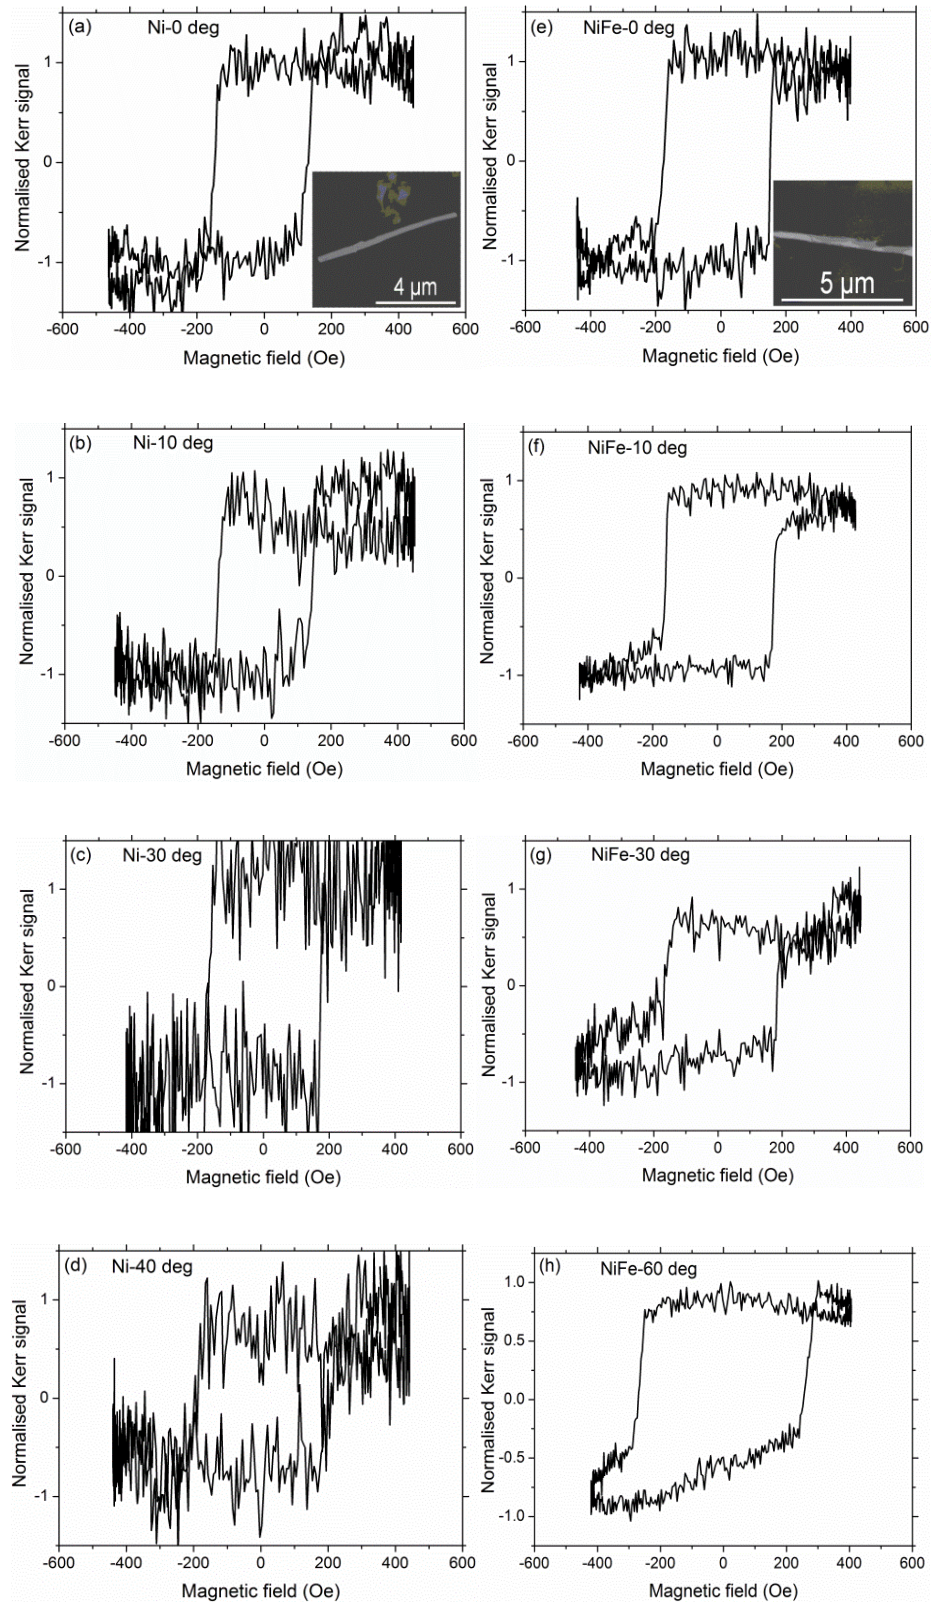 (a) Ni-0 deg
Normalised Kerr signal
1
0
-1
4 µm
-600 -400 -200 0 200 400 600
Magnetic field (Oe)
(e) NiFe-0 deg
Normalised Kerr signal
1
0
-1
5 µm
-600 -400 -200 0 200 400 600
Magnetic field (Oe)
(b) Ni-10 deg
Normalised Kerr signal
1
0
-1
-600 -400 -200 0 200 400 600
Magnetic field (Oe)
(f) NiFe-10 deg
Normalised Kerr signal
1
0
-1
-600 -400 -200 0 200 400 600
Magnetic field (Oe)
(c) Ni-30 deg
Normalised Kerr signal
1
0
-1
-600 -400 -200 0 200 400 600
Magnetic field (Oe)
(g) NiFe-30 deg
Normalised Kerr signal
1
0
-1
-600 -400 -200 0 200 400 600
Magnetic field (Oe)
(d) Ni-40 deg
Normalised Kerr signal
1
0
-1
-600 -400 -200 0 200 400 600
Magnetic field (Oe)
(h) NiFe-60 deg
Normalised Kerr signal
1.0
0.5
0.0
-0.5
-1.0
-600 -400 -200 0 200 400 600
Magnetic field (Oe)